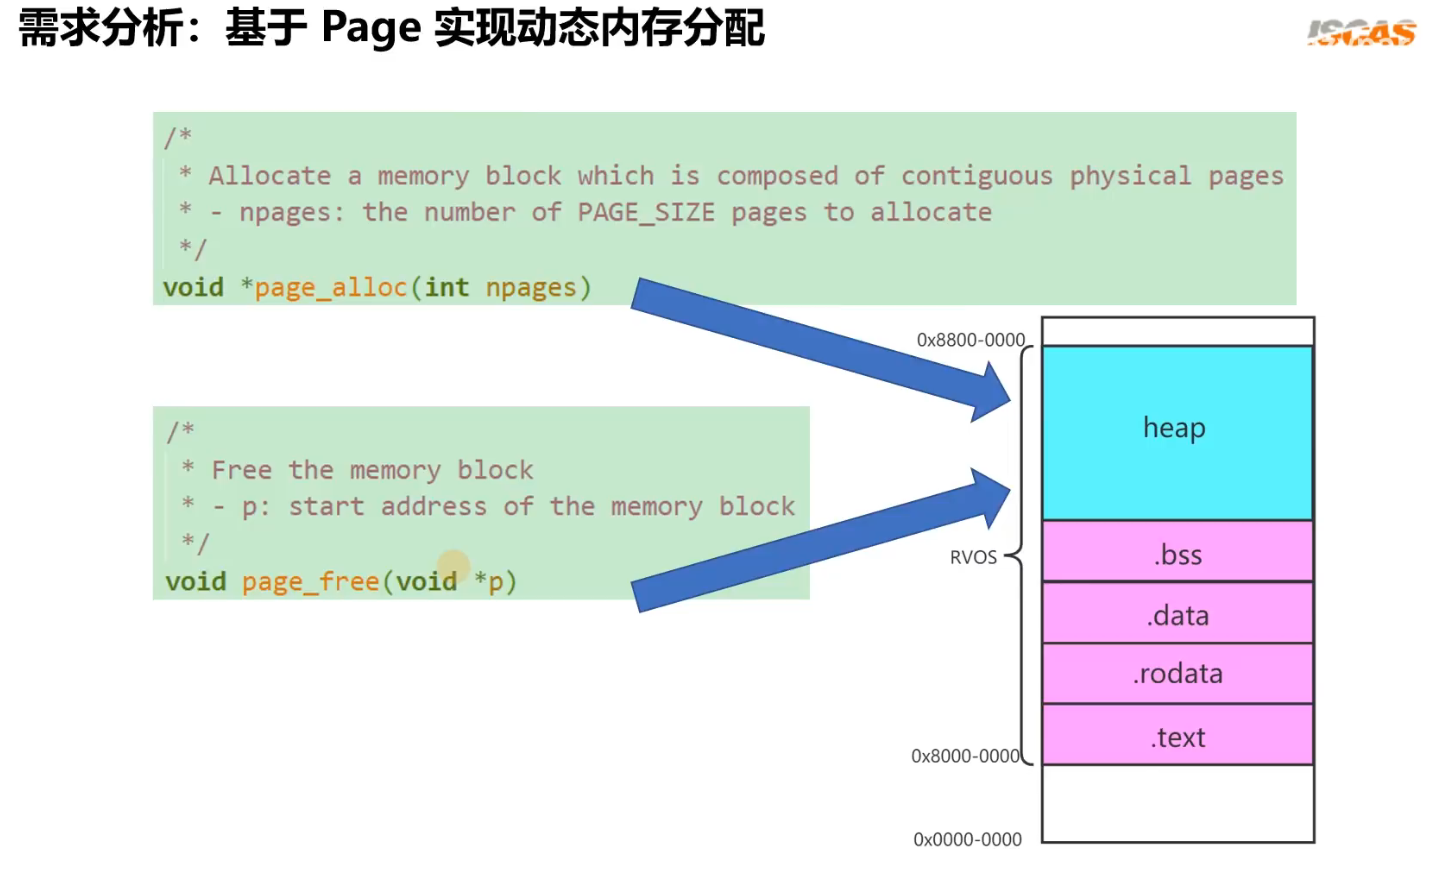 需求分析：基于 Page 实现动态内存分配
ISCAS
/*
* Allocate a memory block which is composed of contiguous physical pages
* - npages: the number of PAGE_SIZE pages to allocate
*/
void *page_alloc(int npages)
/*
* Free the memory block
* - p: start address of the memory block
*/
void page_free(void *p)
0x8800-0000
heap
.bss
RVOS
.data
.rodata
.text
0x8000-0000
0x0000-0000